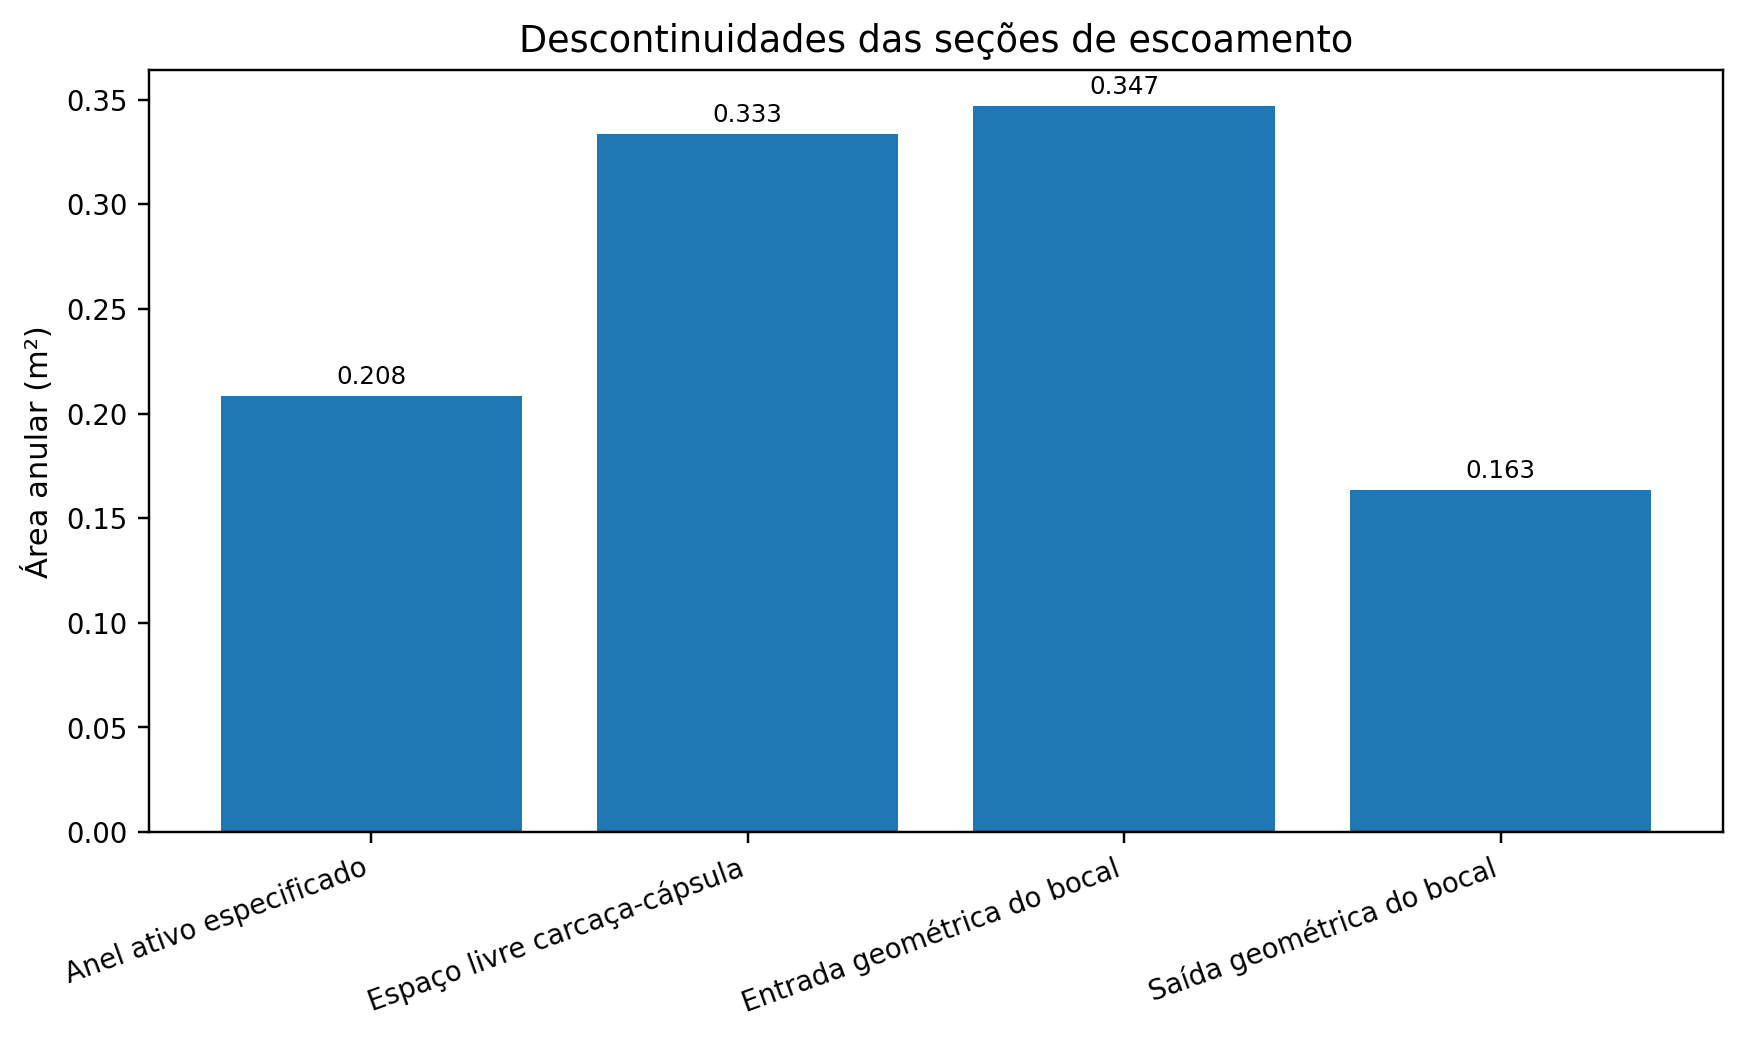 Descontinuidades das seções de escoamento
Área anular (m²)
0.35
0.30
0.25
0.20
0.15
0.10
0.05
0.00
0.208
0.333
0.347
0.163
Anel ativo especificado
Espaço livre carcaça-cápsula
Entrada geométrica do bocal
Saída geométrica do bocal